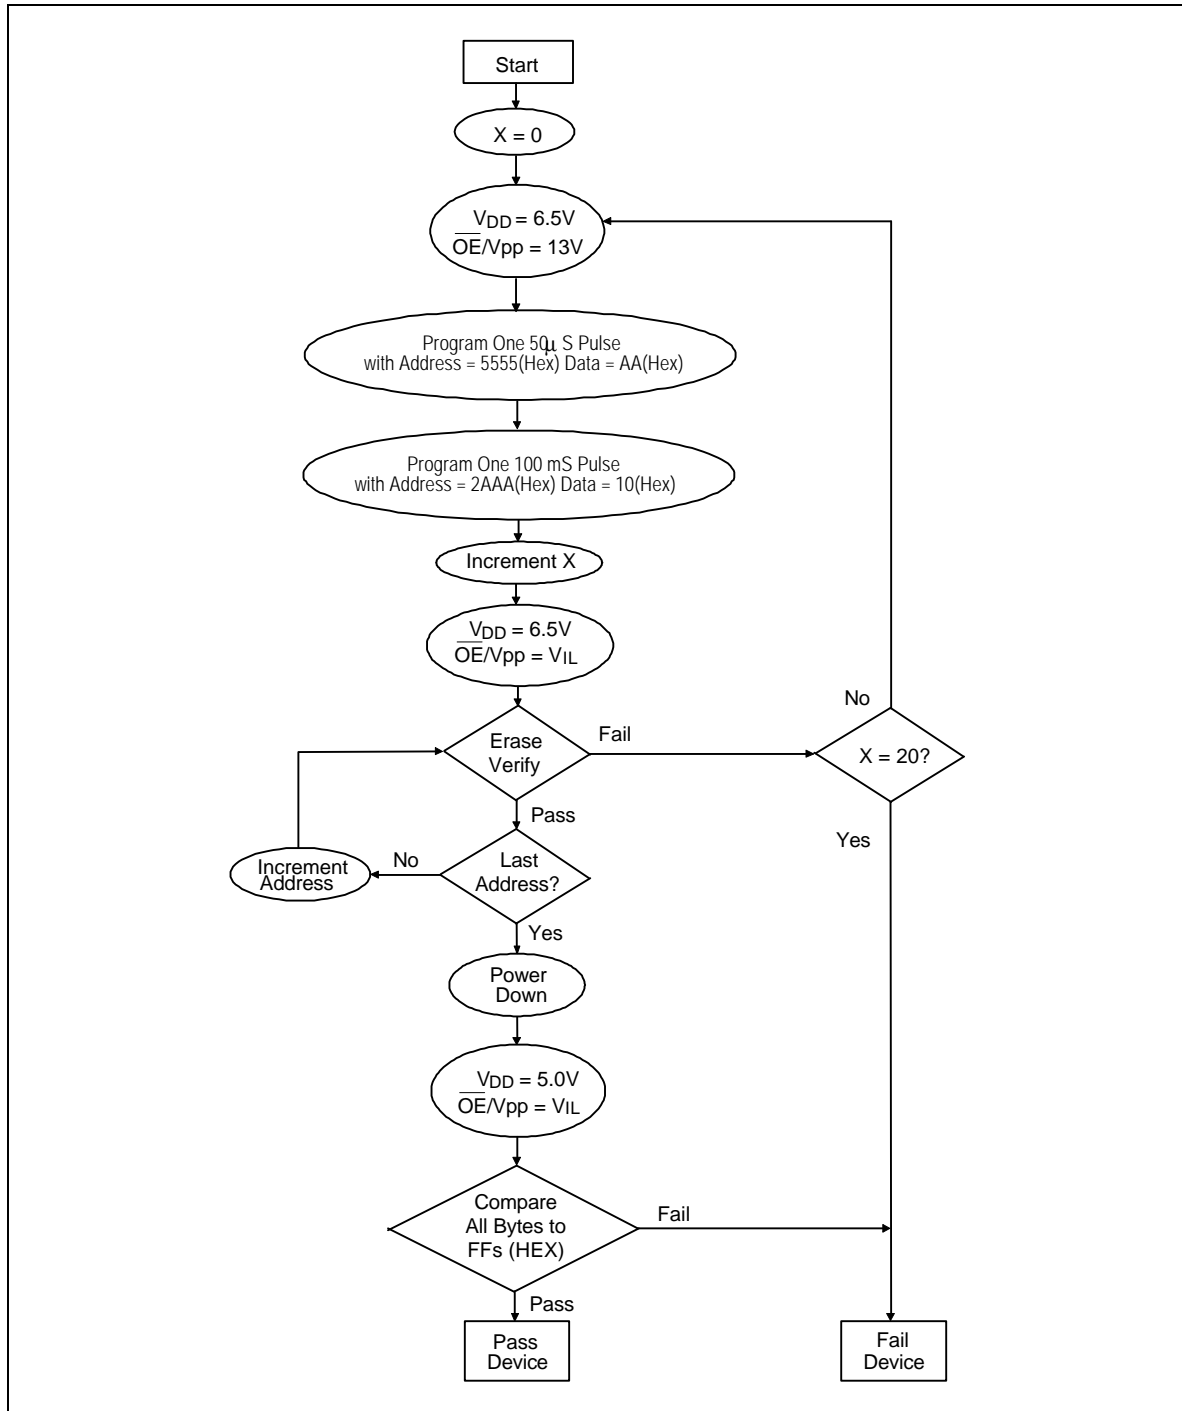 Start
X = 0
VDD = 6.5V
OE/Vpp = 13V
Program One 50μ S Pulse
with Address = 5555(Hex) Data = AA(Hex)
Program One 100 mS Pulse
with Address = 2AAA(Hex) Data = 10(Hex)
Increment X
VDD = 6.5V
OE/Vpp = VIL
Erase
Verify
Fail
No
X = 20?
Yes
Pass
Last
Address?
No
Increment
Address
Yes
Power
Down
VDD = 5.0V
OE/Vpp = VIL
Compare
All Bytes to
FFs (HEX)
Fail
Pass
Pass
Device
Fail
Device